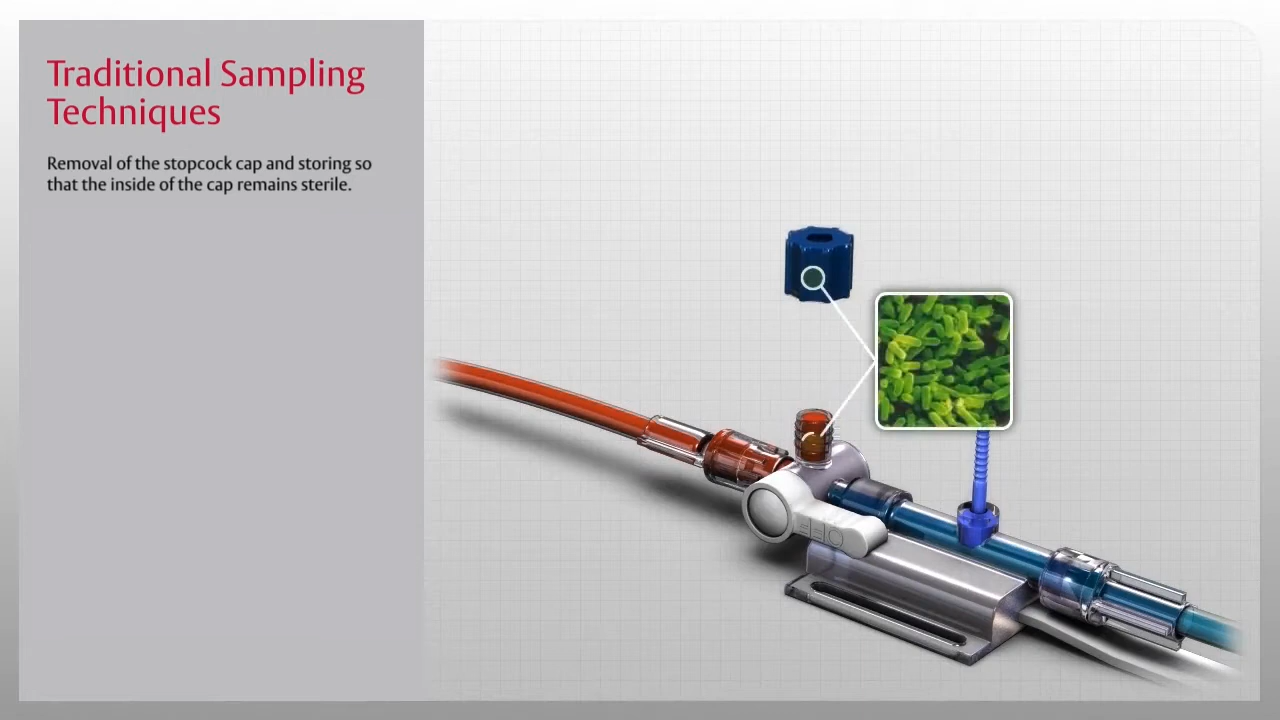 Traditional Sampling
Techniques
Removal of the stopcock cap and storing so
that the inside of the cap remains sterile.